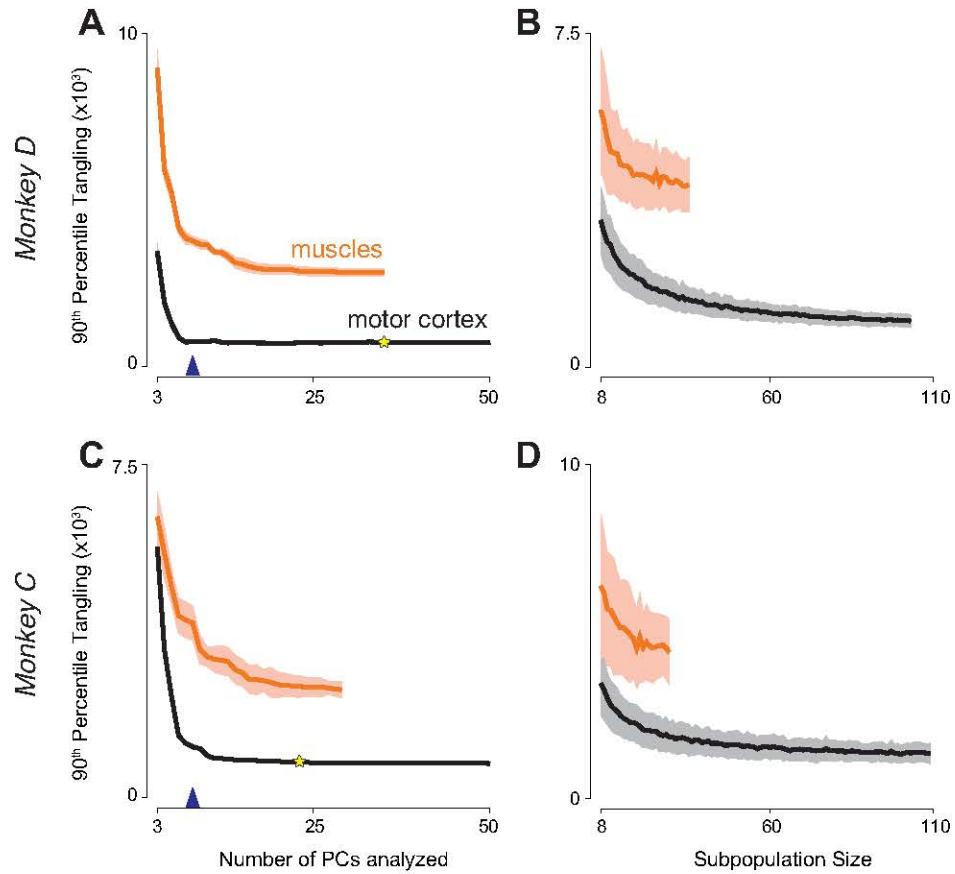 A
B
10
7.5
Monkey D
90th Percentile Tangling (x10³)
muscles
motor cortex
0
0
3
25
50
8
60
110
C
D
7.5
10
Monkey C
90th Percentile Tangling (x10³)
0
0
3
25
50
8
60
110
Number of PCs analyzed
Subpopulation Size